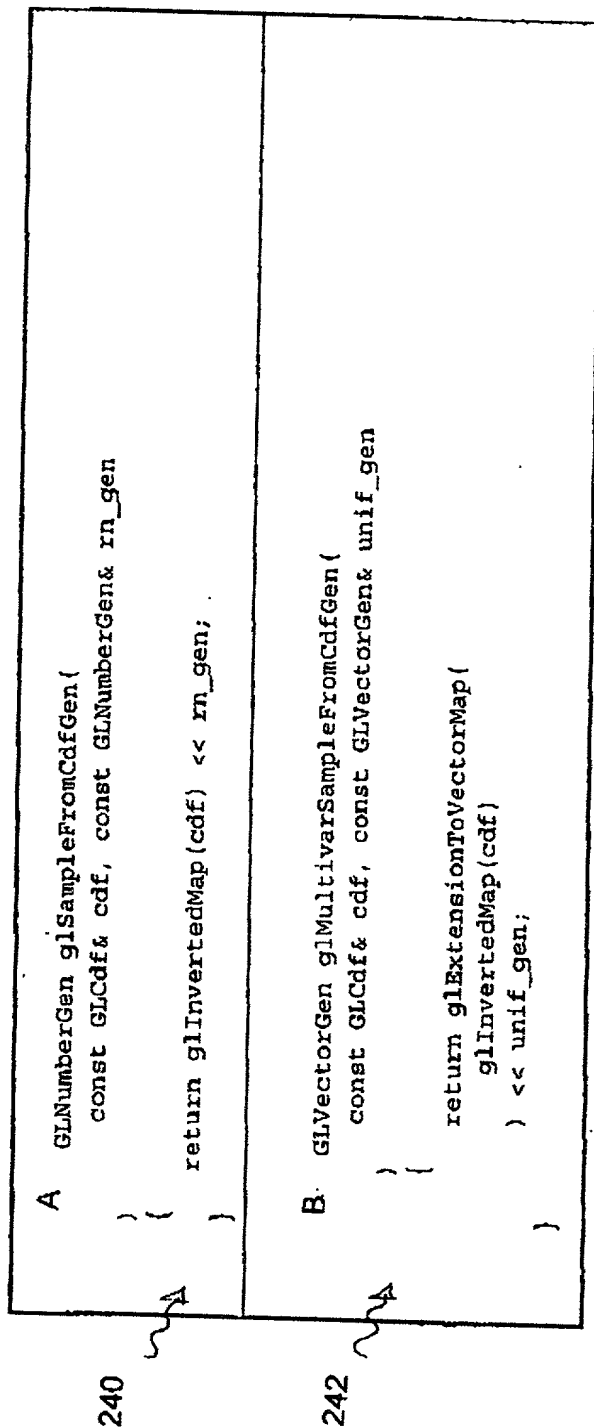 240
A
GLNumberGen glSampleFromCdfGen(
const GLCdf& cdf, const GLNumberGen& rn_gen
)
{
return glInvertedMap(cdf) << rn_gen;
}
242
B.
GLVectorGen glMultivarSampleFromCdfGen(
const GLCdf& cdf, const GLVectorGen& unif_gen
)
{
return glExtensionToVectorMap(
glInvertedMap(cdf)
) << unif_gen;
}